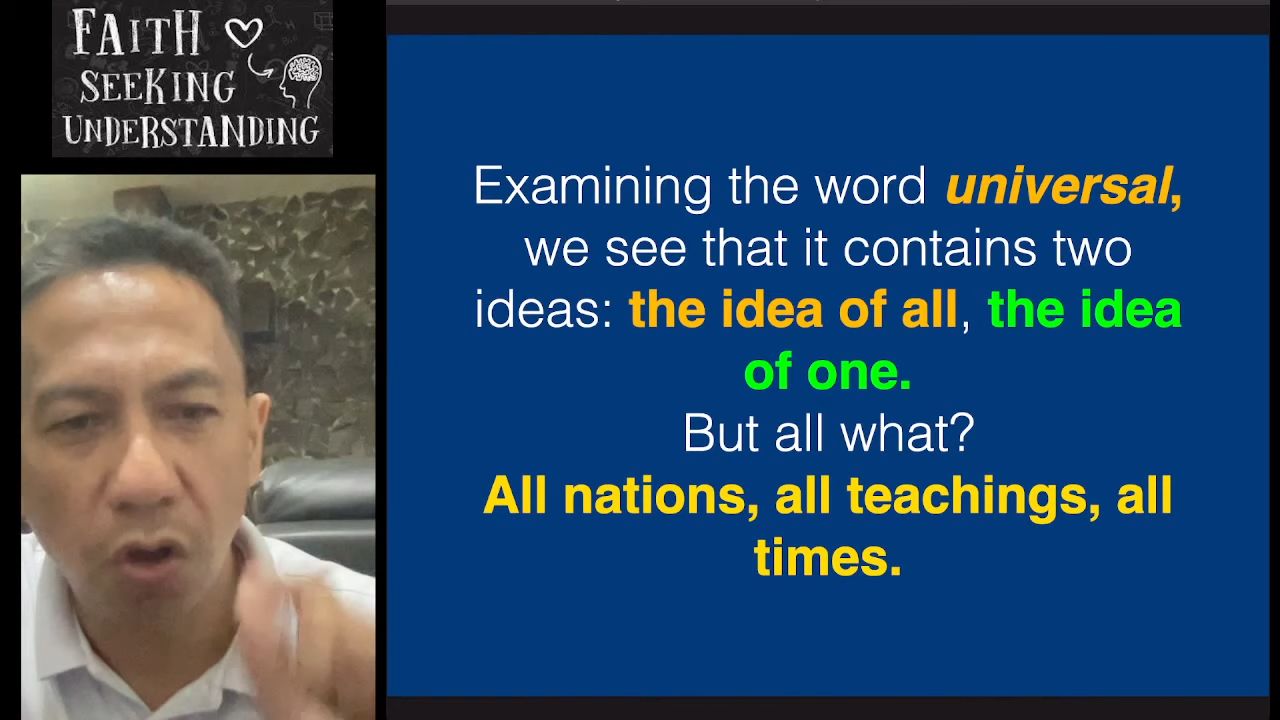 FAITH
SEEKING
UNDERSTANDING
Examining the word universal,
we see that it contains two
ideas: the idea of all, the idea
of one.
But all what?
All nations, all teachings, all
times.